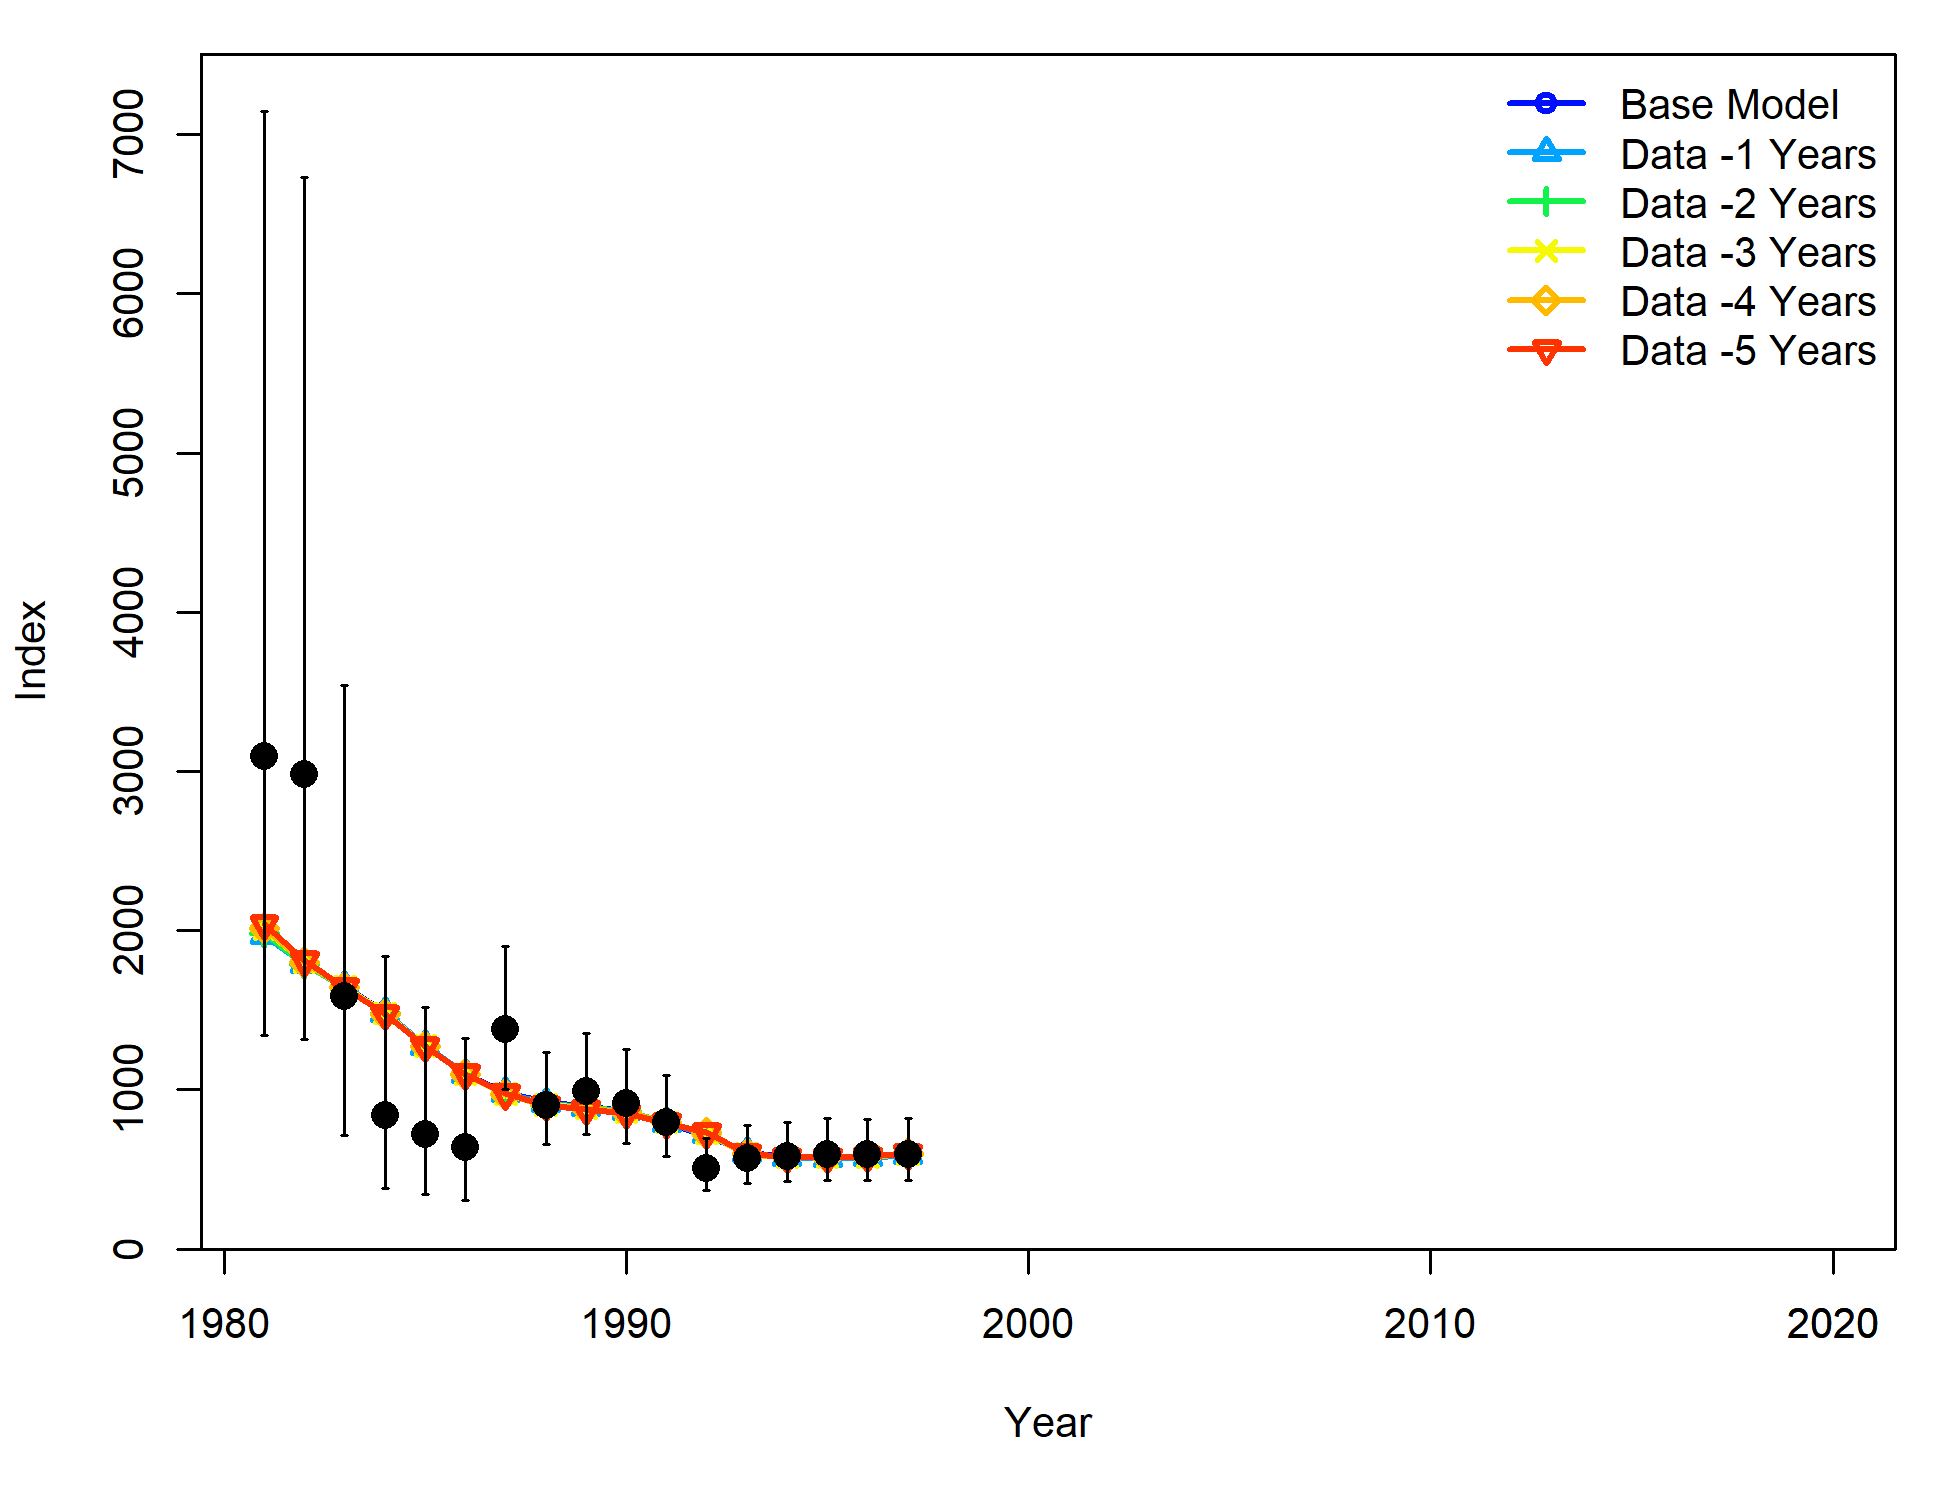 Base Model
Data -1 Years
Data -2 Years
Data -3 Years
Data -4 Years
Data -5 Years
7000
6000
5000
4000
3000
2000
1000
0
Index
1980 1990 2000 2010 2020
Year